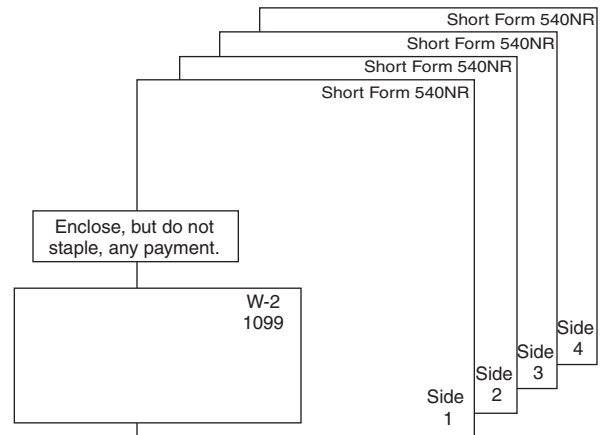 Short Form 540NR
Short Form 540NR
Short Form 540NR
Short Form 540NR
Enclose, but do not
staple, any payment.
W-2
1099
Side
4
Side
3
Side
2
Side
1